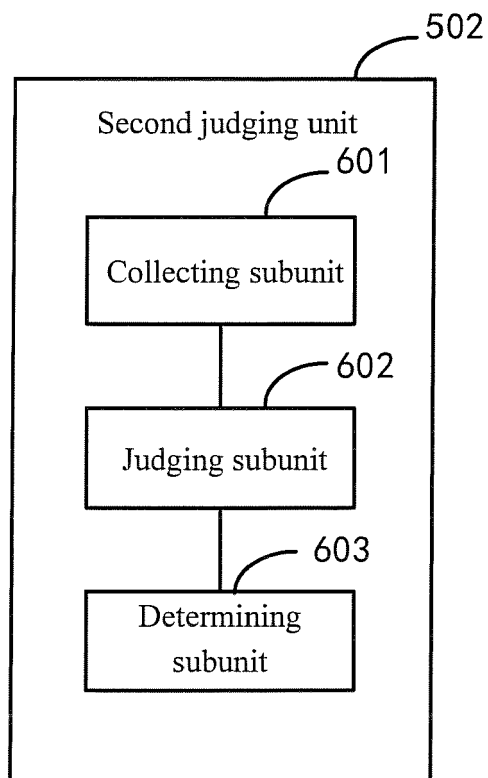 502
Second judging unit
601
Collecting subunit
602
Judging subunit
603
Determining
subunit